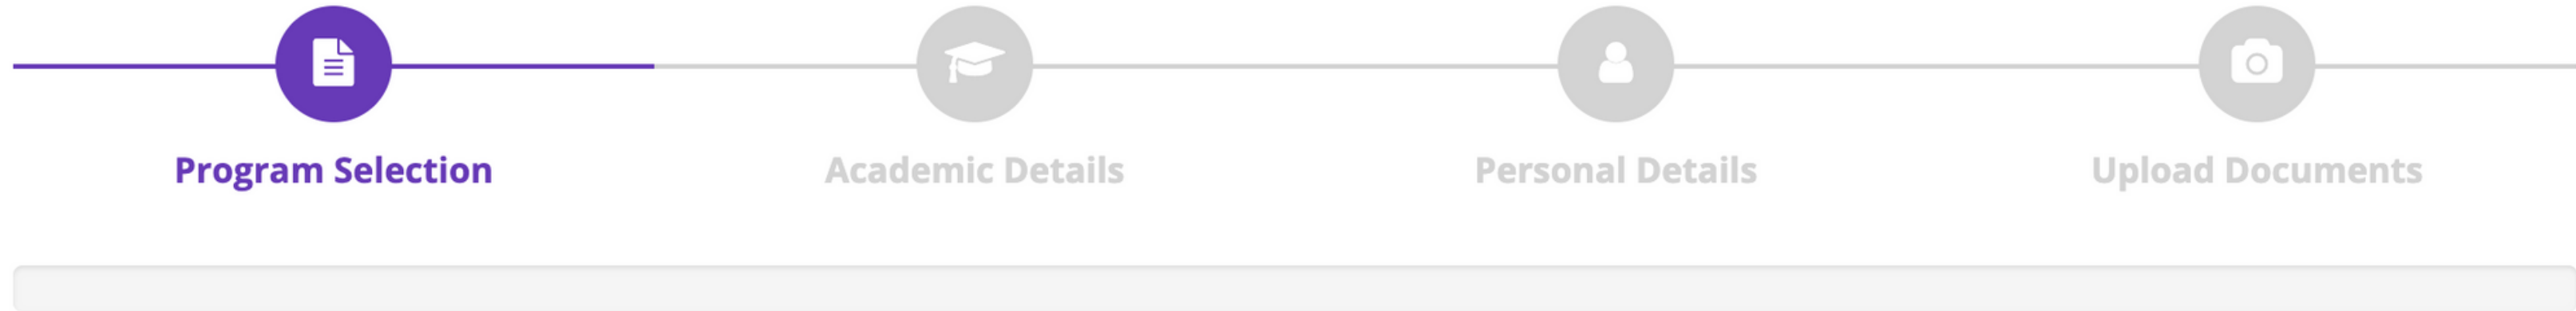 Program Selection
Academic Details
Personal Details
Upload Documents